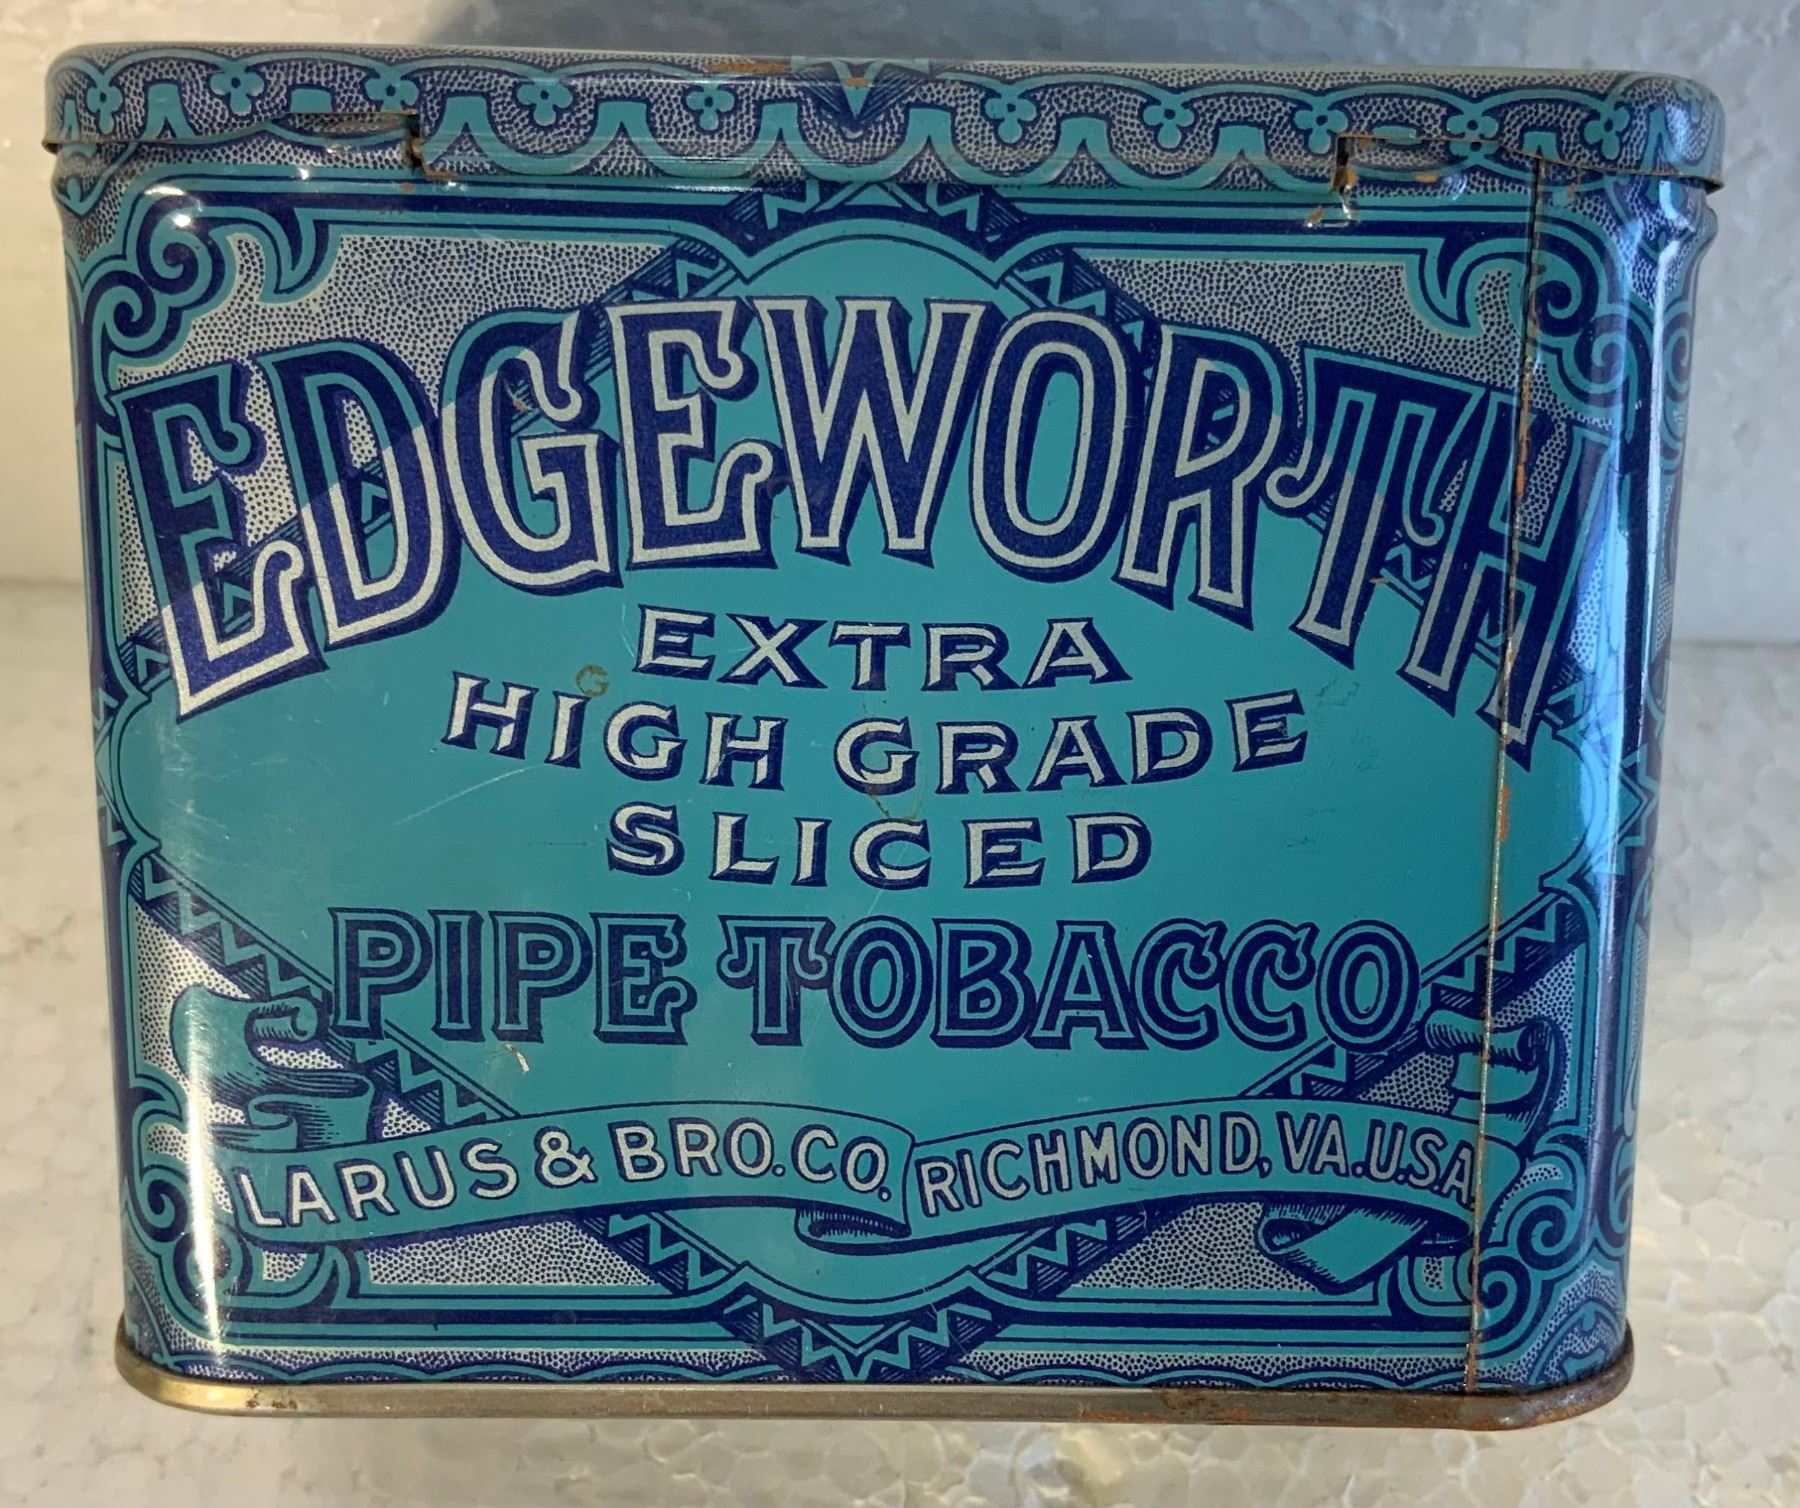 EDGEWORTH
EXTRA
HIGH GRADE
SLICED
PIPE TOBACCO
LARUS & BRO. CO. RICHMOND, VA. U.S.A.